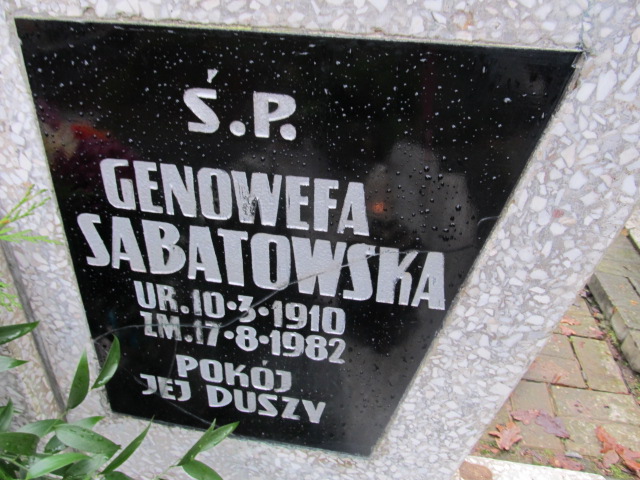 Ś.P.
GENOWEFA
SABATOWSKA
UR.10·3·1910
ZM.17·8·1982
POKÓJ
JEJ DUSZY